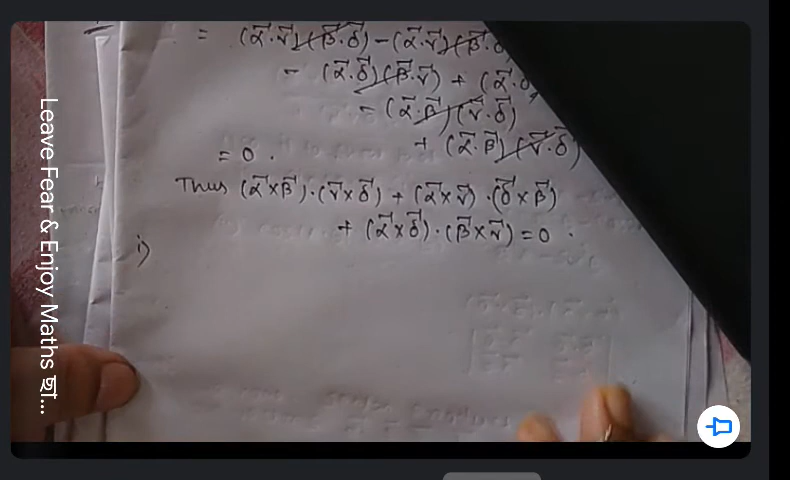 = (α⃗.γ⃗)(β⃗.δ⃗) - (α⃗.γ⃗)(β⃗.δ
- (α⃗.δ⃗)(β⃗.γ⃗) + (α⃗.δ
- (α⃗.β⃗)(γ⃗.δ⃗)
+ (α⃗.β⃗)(γ⃗.δ⃗)
= 0 .
Thus (α⃗×β⃗).(γ⃗×δ⃗) + (α⃗×γ⃗).(δ⃗×β⃗)
+ (α⃗×δ⃗).(β⃗×γ⃗) = 0 .
i)
Leave Fear & Enjoy Maths ছা...